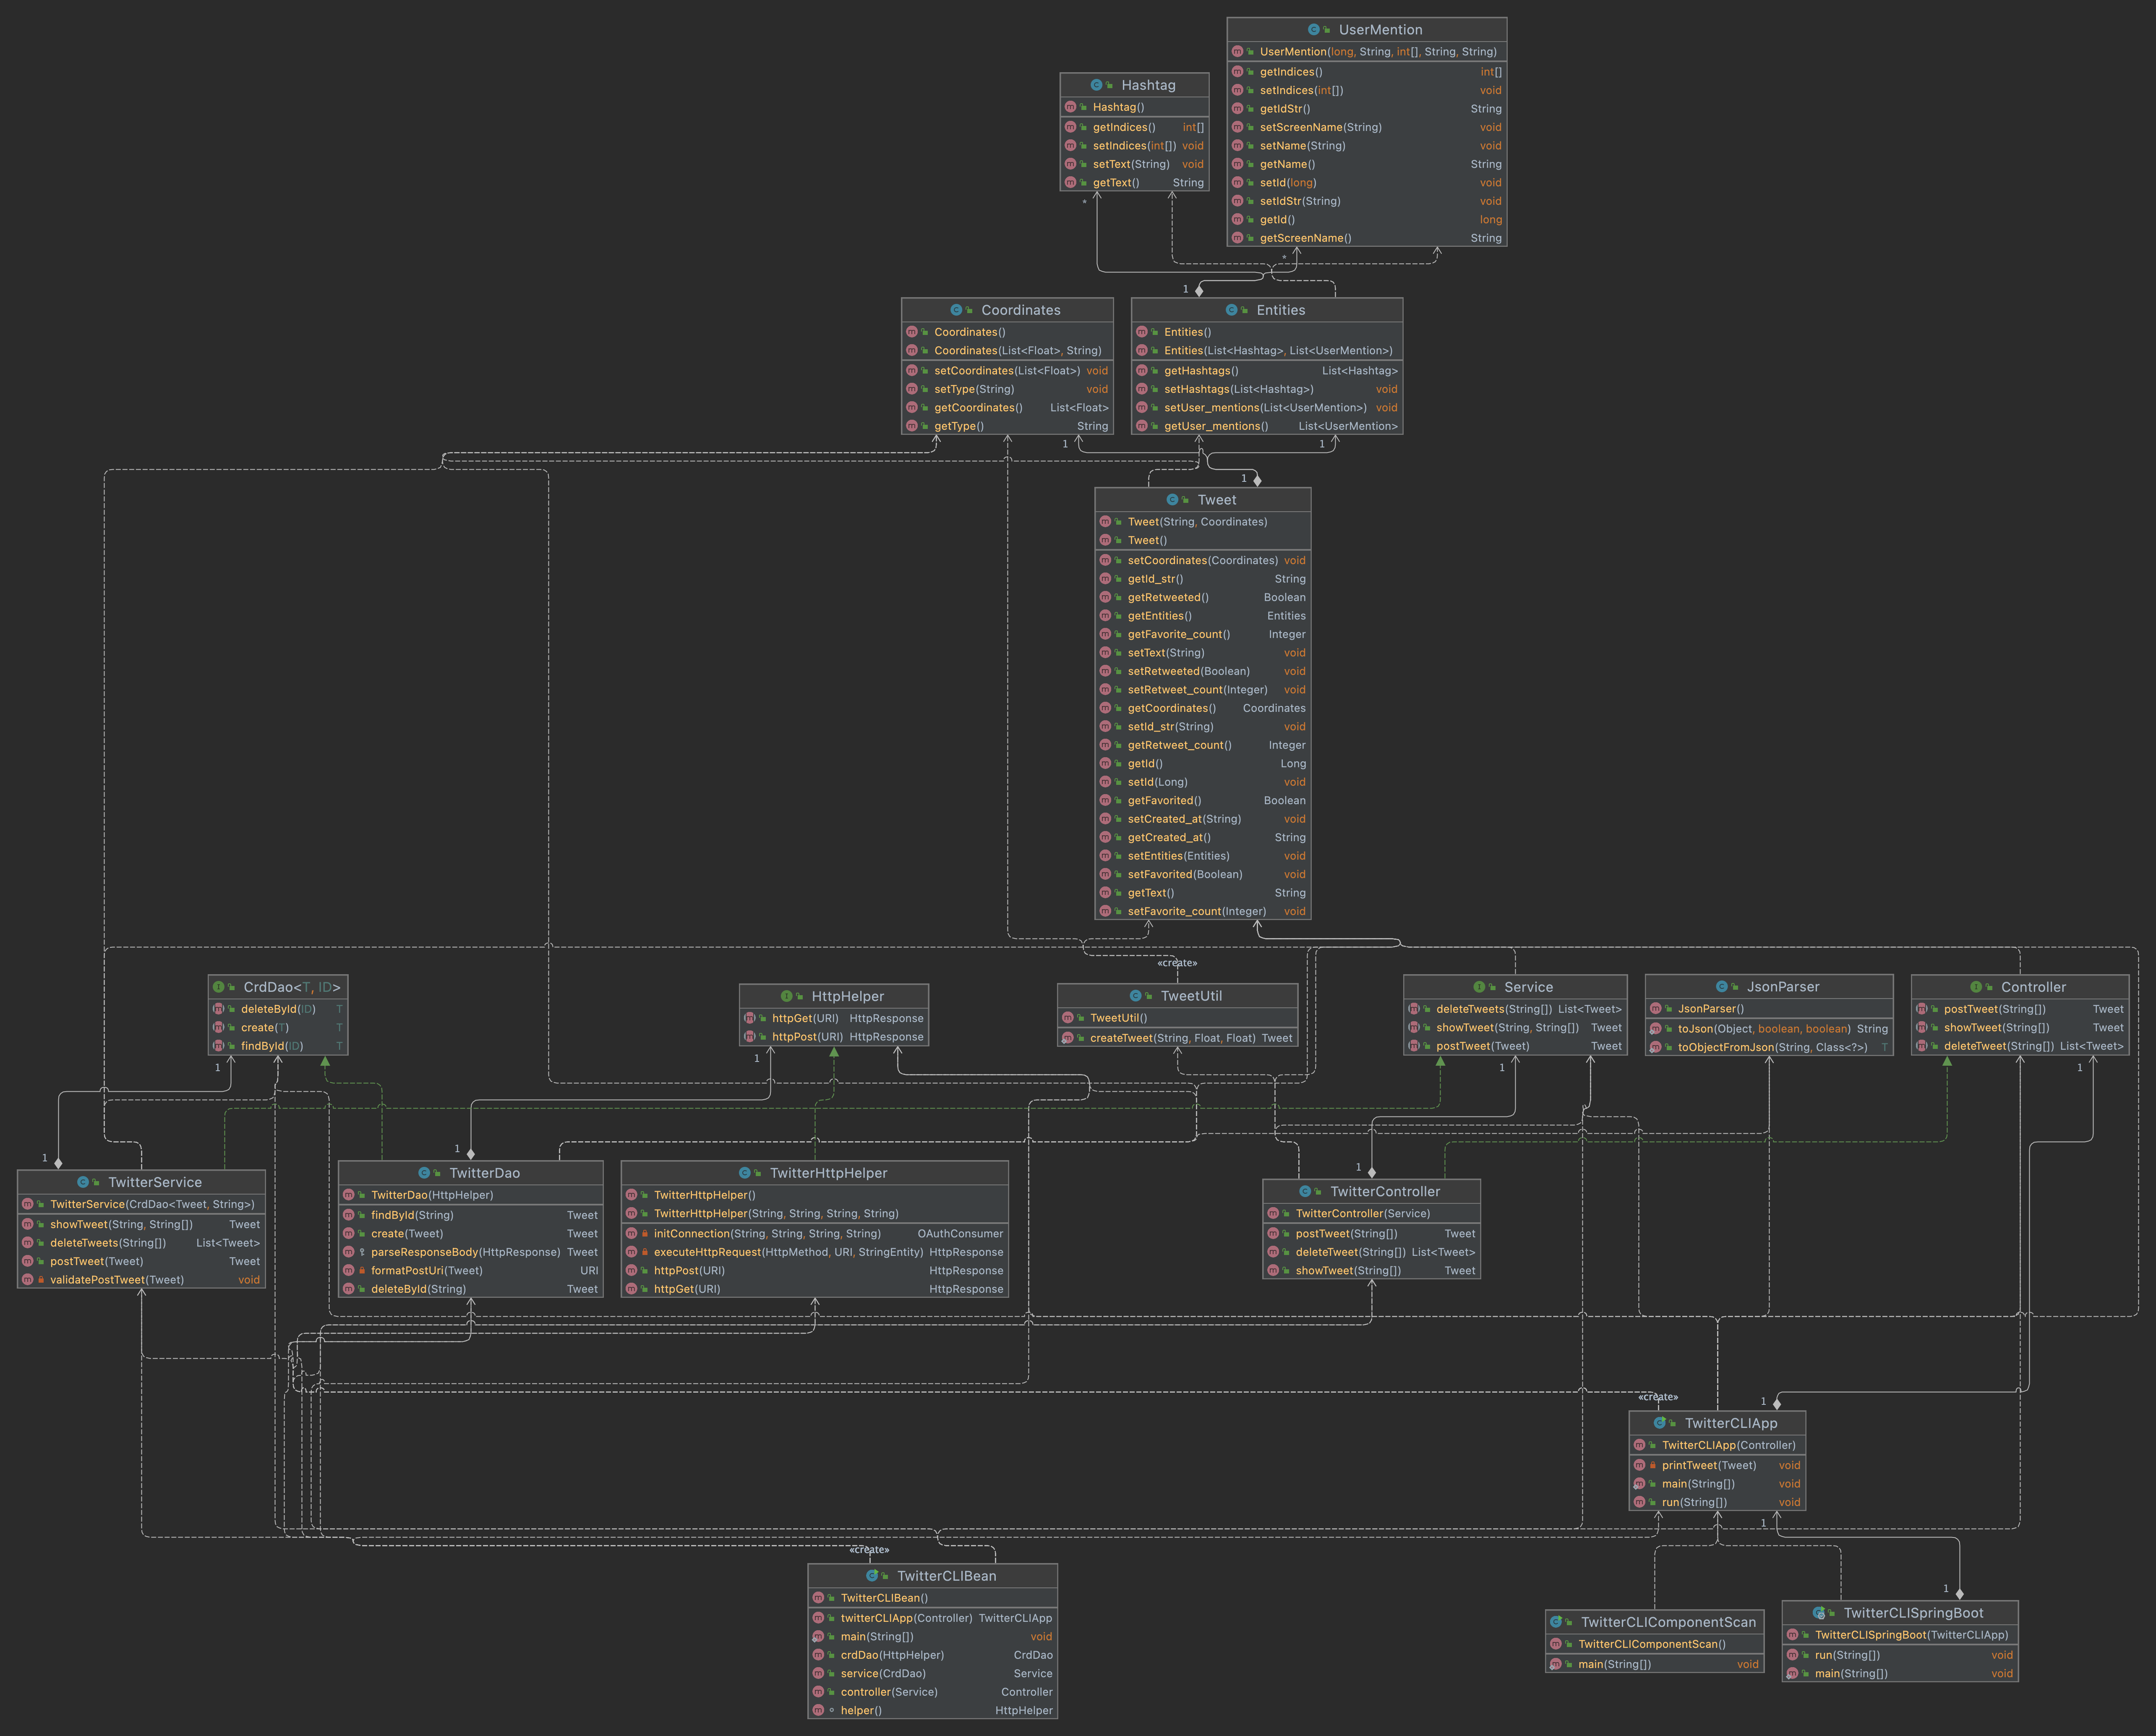 UserMention
UserMention(long, String, int[], String, String)
getIndices() int[]
setIndices(int[]) void
getIdStr() String
setScreenName(String) void
setName(String) void
getName() String
setId(long) void
setIdStr(String) void
getId() long
getScreenName() String
Hashtag
Hashtag()
getIndices() int[]
setIndices(int[]) void
setText(String) void
getText() String
*
*
1
Coordinates
Coordinates()
Coordinates(List<Float>, String)
setCoordinates(List<Float>) void
setType(String) void
getCoordinates() List<Float>
getType() String
Entities
Entities()
Entities(List<Hashtag>, List<UserMention>)
getHashtags() List<Hashtag>
setHashtags(List<Hashtag>) void
setUser_mentions(List<UserMention>) void
getUser_mentions() List<UserMention>
1
1
1
Tweet
Tweet(String, Coordinates)
Tweet()
setCoordinates(Coordinates) void
getId_str() String
getRetweeted() Boolean
getEntities() Entities
getFavorite_count() Integer
setText(String) void
setRetweeted(Boolean) void
setRetweet_count(Integer) void
getCoordinates() Coordinates
setId_str(String) void
getRetweet_count() Integer
getId() Long
setId(Long) void
getFavorited() Boolean
setCreated_at(String) void
getCreated_at() String
setEntities(Entities) void
setFavorited(Boolean) void
getText() String
setFavorite_count(Integer) void
«create»
CrdDao<T, ID>
deleteById(ID) T
create(T) T
findById(ID) T
1
HttpHelper
httpGet(URI) HttpResponse
httpPost(URI) HttpResponse
1
TweetUtil
TweetUtil()
createTweet(String, Float, Float) Tweet
Service
deleteTweets(String[]) List<Tweet>
showTweet(String, String[]) Tweet
postTweet(Tweet) Tweet
1
JsonParser
JsonParser()
toJson(Object, boolean, boolean) String
toObjectFromJson(String, Class<?>) T
Controller
postTweet(String[]) Tweet
showTweet(String[]) Tweet
deleteTweet(String[]) List<Tweet>
1
1
TwitterService
TwitterService(CrdDao<Tweet, String>)
showTweet(String, String[]) Tweet
deleteTweets(String[]) List<Tweet>
postTweet(Tweet) Tweet
validatePostTweet(Tweet) void
1
TwitterDao
TwitterDao(HttpHelper)
findById(String) Tweet
create(Tweet) Tweet
parseResponseBody(HttpResponse) Tweet
formatPostUri(Tweet) URI
deleteById(String) Tweet
TwitterHttpHelper
TwitterHttpHelper()
TwitterHttpHelper(String, String, String, String)
initConnection(String, String, String, String) OAuthConsumer
executeHttpRequest(HttpMethod, URI, StringEntity) HttpResponse
httpPost(URI) HttpResponse
httpGet(URI) HttpResponse
1
TwitterController
TwitterController(Service)
postTweet(String[]) Tweet
deleteTweet(String[]) List<Tweet>
showTweet(String[]) Tweet
«create»
1
TwitterCLIApp
TwitterCLIApp(Controller)
printTweet(Tweet) void
main(String[]) void
run(String[]) void
1
«create»
TwitterCLIBean
TwitterCLIBean()
twitterCLIApp(Controller) TwitterCLIApp
main(String[]) void
crdDao(HttpHelper) CrdDao
service(CrdDao) Service
controller(Service) Controller
helper() HttpHelper
TwitterCLIComponentScan
TwitterCLIComponentScan()
main(String[]) void
1
TwitterCLISpringBoot
TwitterCLISpringBoot(TwitterCLIApp)
run(String[]) void
main(String[]) void